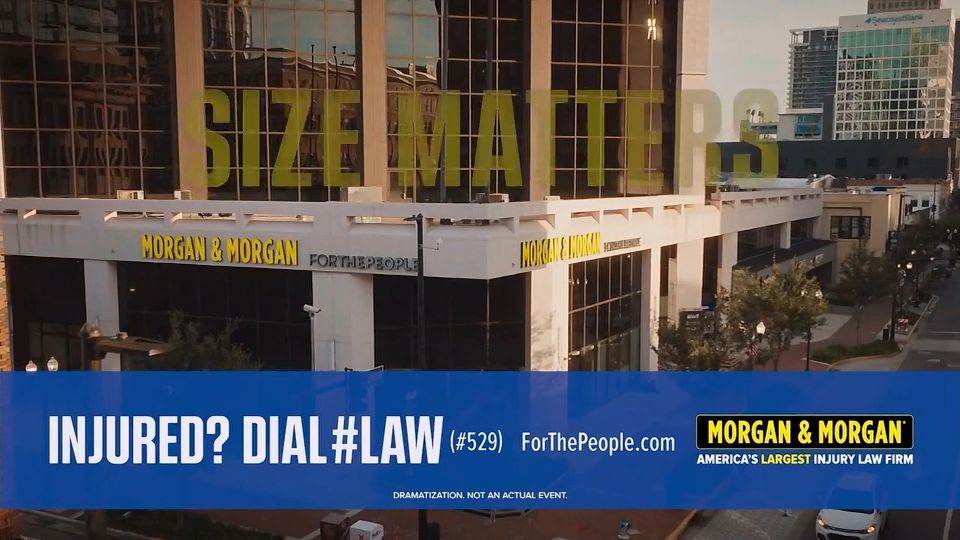 SeacoastBank
SIZE MATTERS
MORGAN & MORGAN
FORTHEPEOPLE
MORGAN & MORGAN
INJURED? DIAL #LAW (#529) ForThePeople.com
MORGAN & MORGAN
AMERICA'S LARGEST INJURY LAW FIRM
DRAMATIZATION. NOT AN ACTUAL EVENT.